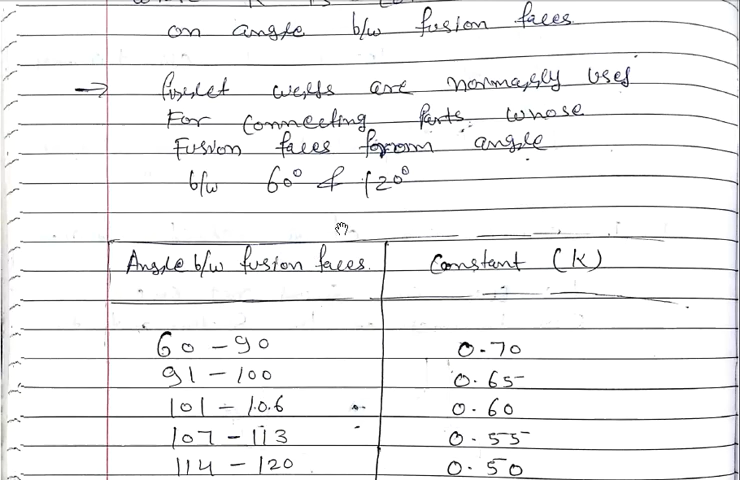 on angle b/w fusion faces
→ fillet welds are normally uses
For connecting Parts whose
Fusion faces form angle
b/w 60° & 120°
Angle b/w fusion faces. Constant (K)
60 – 90 0.70
91 – 100 0.65
101 – 106 0.60
107 – 113 0.55
114 – 120 0.50